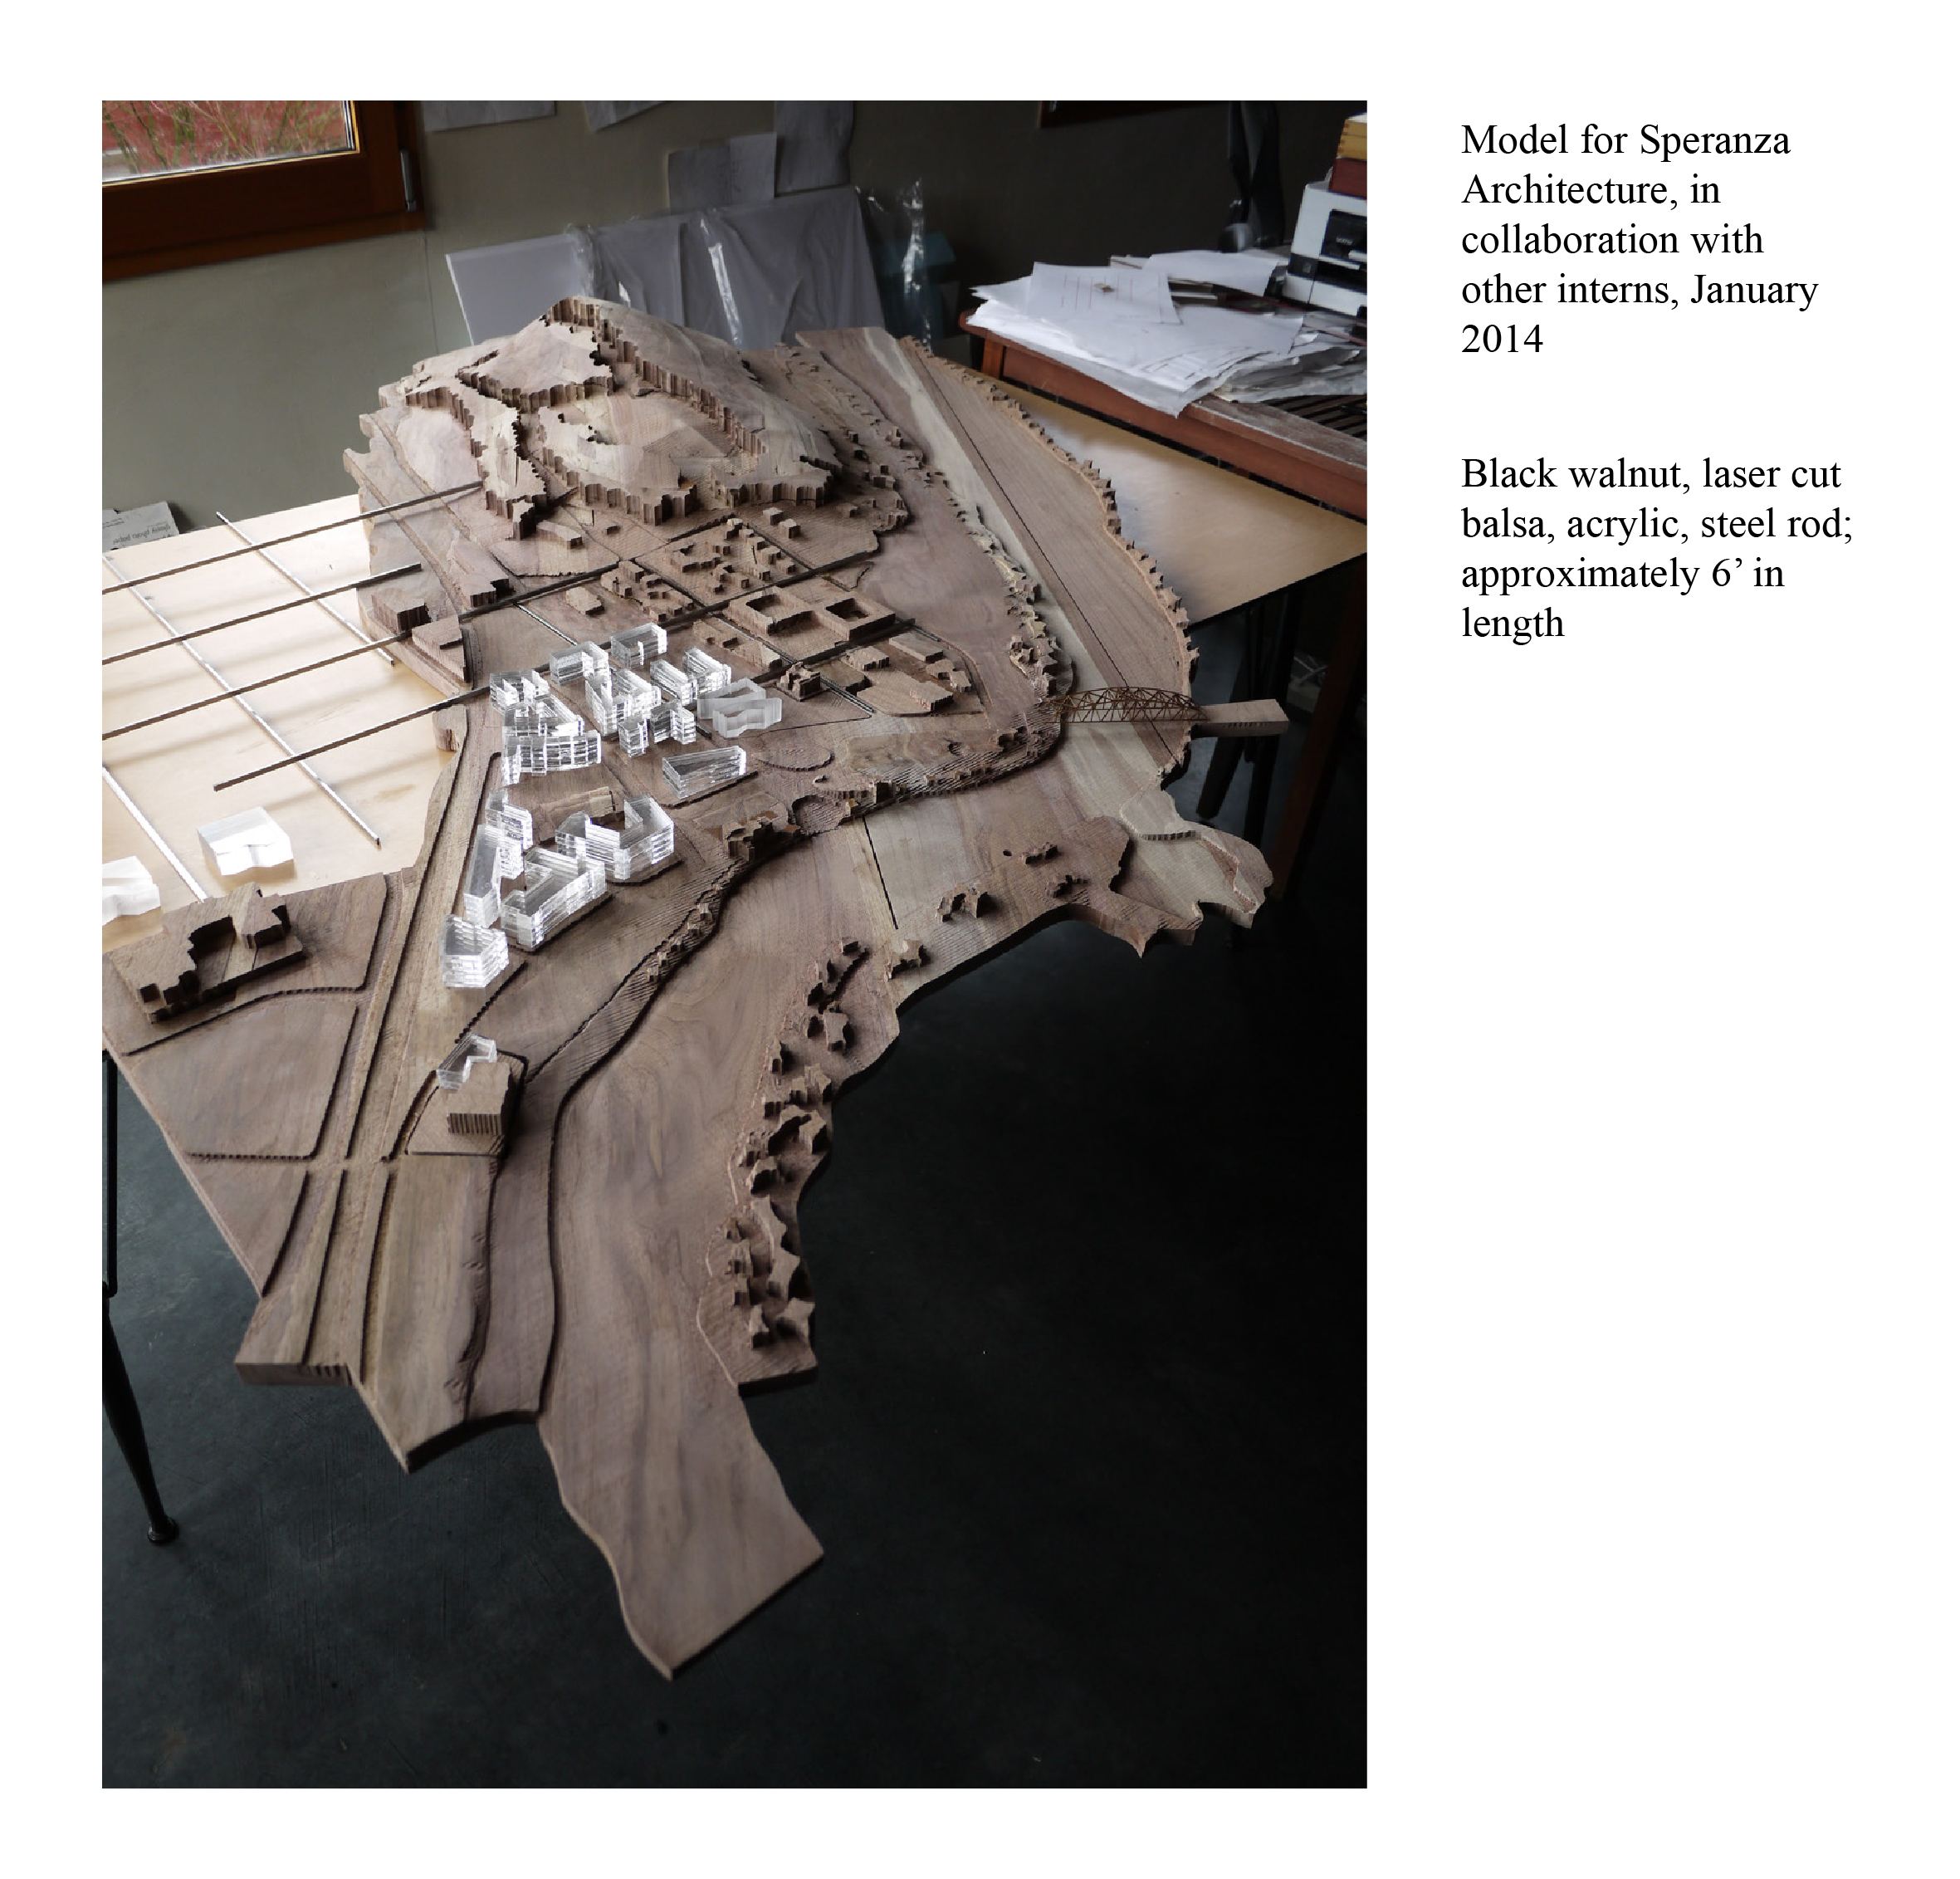 Model for Speranza
Architecture, in
collaboration with
other interns, January
2014
Black walnut, laser cut
balsa, acrylic, steel rod;
approximately 6’ in
length